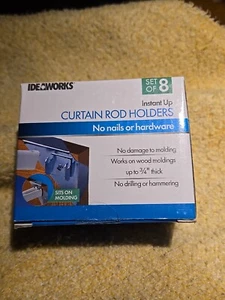 IDEAWORKS
SET OF 8
Instant Up
CURTAIN ROD HOLDERS
No nails or hardware
No damage to molding
Works on wood moldings
up to 3/4" thick
No drilling or hammering
SITS ON
MOLDING